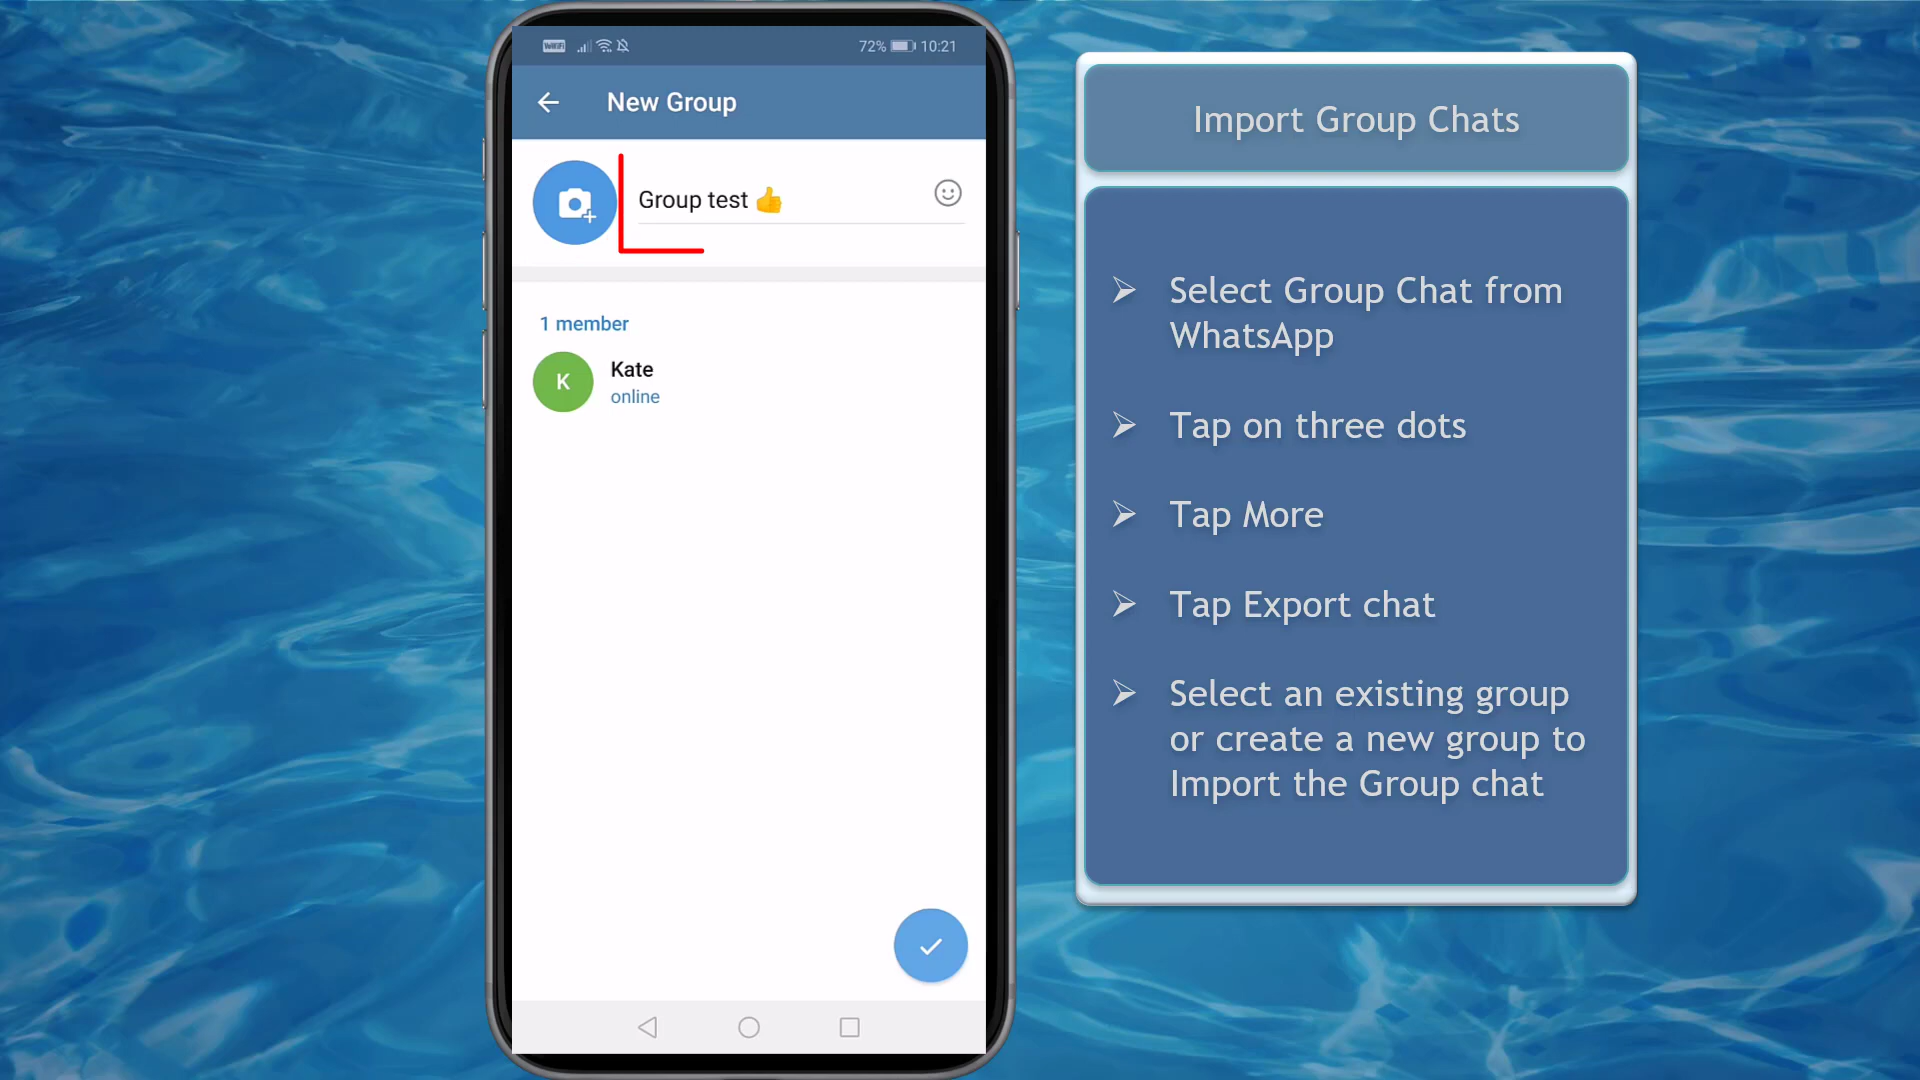 WiFi
72% 10:21
New Group
Group test 👍
1 member
K
Kate
online
Import Group Chats
Select Group Chat from
WhatsApp
Tap on three dots
Tap More
Tap Export chat
Select an existing group
or create a new group to
Import the Group chat